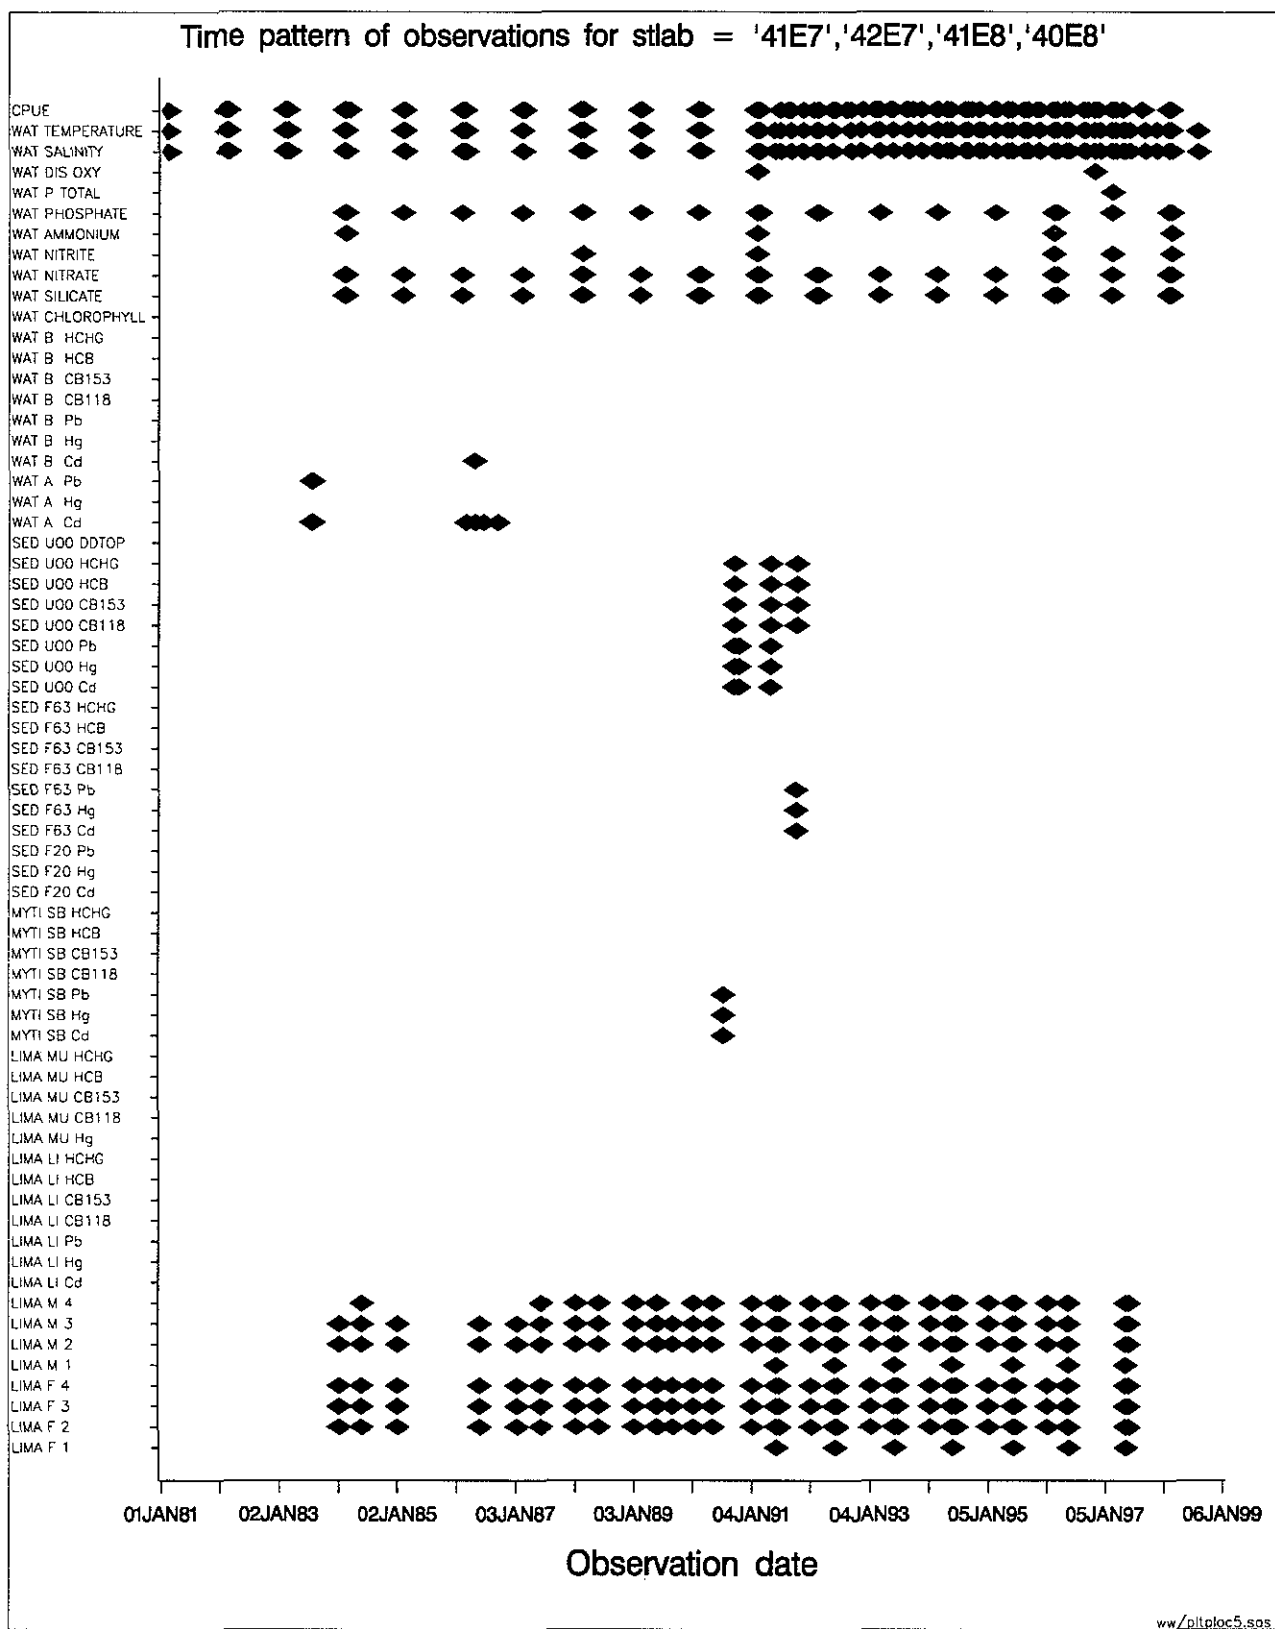 Time pattern of observations for stlab = '41E7','42E7','41E8','40E8'
CPUE
WAT TEMPERATURE
WAT SALINITY
WAT DIS OXY
WAT P TOTAL
WAT PHOSPHATE
WAT AMMONIUM
WAT NITRITE
WAT NITRATE
WAT SILICATE
WAT CHLOROPHYLL
WAT B HCHG
WAT B HCB
WAT B CB153
WAT B CB118
WAT B Pb
WAT B Hg
WAT B Cd
WAT A Pb
WAT A Hg
WAT A Cd
SED U00 DDTOP
SED U00 HCHG
SED U00 HCB
SED U00 CB153
SED U00 CB118
SED U00 Pb
SED U00 Hg
SED U00 Cd
SED F63 HCHG
SED F63 HCB
SED F63 CB153
SED F63 CB118
SED F63 Pb
SED F63 Hg
SED F63 Cd
SED F20 Pb
SED F20 Hg
SED F20 Cd
MYTI SB HCHG
MYTI SB HCB
MYTI SB CB153
MYTI SB CB118
MYTI SB Pb
MYTI SB Hg
MYTI SB Cd
LIMA MU HCHG
LIMA MU HCB
LIMA MU CB153
LIMA MU CB118
LIMA MU Hg
LIMA LI HCHG
LIMA LI HCB
LIMA LI CB153
LIMA LI CB118
LIMA LI Pb
LIMA LI Hg
LIMA LI Cd
LIMA M 4
LIMA M 3
LIMA M 2
LIMA M 1
LIMA F 4
LIMA F 3
LIMA F 2
LIMA F 1
01JAN81 02JAN83 02JAN85 03JAN87 03JAN89 04JAN91 04JAN93 05JAN95 05JAN97 06JAN99
Observation date
ww/pltploc5.sas